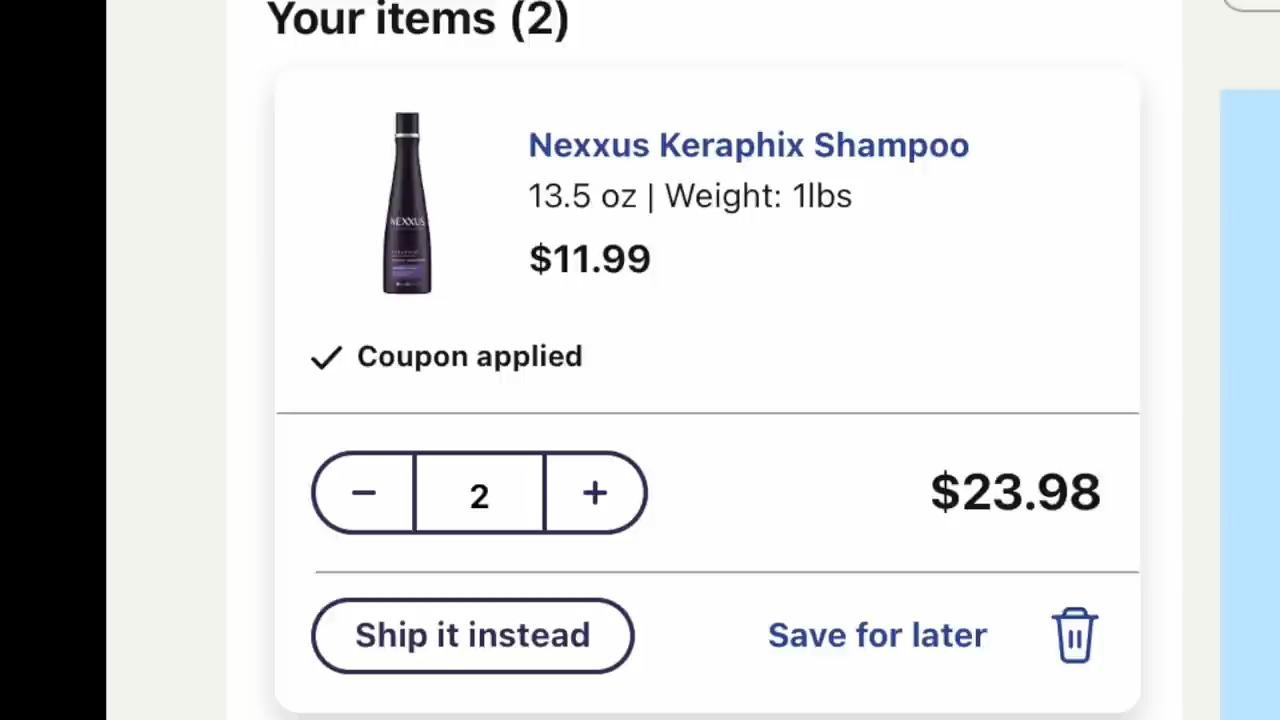 Your items (2)
Nexxus Keraphix Shampoo
13.5 oz | Weight: 1lbs
$11.99
NEXXUS
Coupon applied
2
$23.98
Ship it instead
Save for later